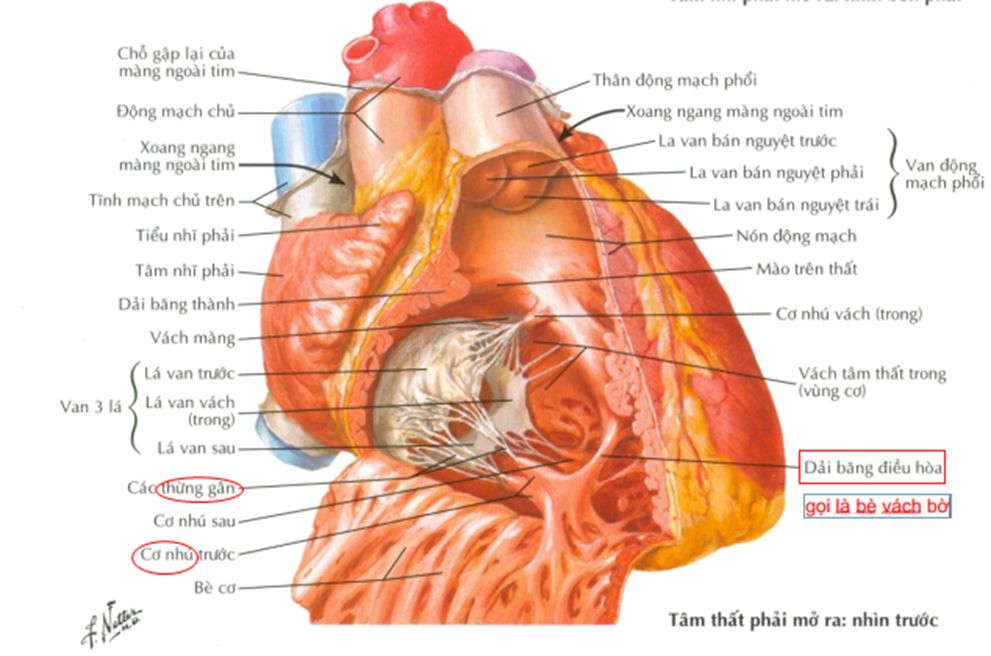 Chỗ gập lại của
màng ngoài tim
Động mạch chủ
Xoang ngang
màng ngoài tim
Tĩnh mạch chủ trên
Tiểu nhĩ phải
Tâm nhĩ phải
Dải băng thành
Vách màng
Lá van trước
Van 3 lá
Lá van vách
(trong)
Lá van sau
Các thừng gân
Cơ nhú sau
Cơ nhú trước
Bè cơ
Thân động mạch phổi
Xoang ngang màng ngoài tim
La van bán nguyệt trước
La van bán nguyệt phải
La van bán nguyệt trái
Van động
mạch phổi
Nón động mạch
Mào trên thất
Cơ nhú vách (trong)
Vách tâm thất trong
(vùng cơ)
Dải băng điều hòa
gọi là bè vách bờ
Tâm thất phải mở ra: nhìn trước
F. Netter
M.D.